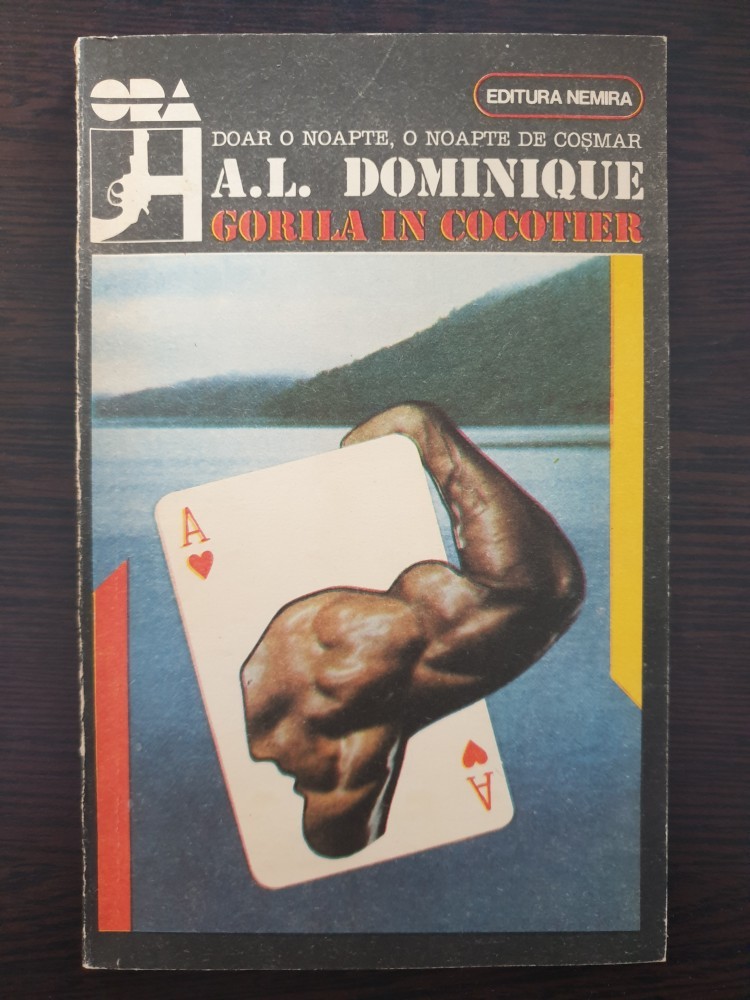 ORA
H
EDITURA NEMIRA
DOAR O NOAPTE, O NOAPTE DE COȘMAR
A.L. DOMINIQUE
GORILA IN COCOTIER
A
A